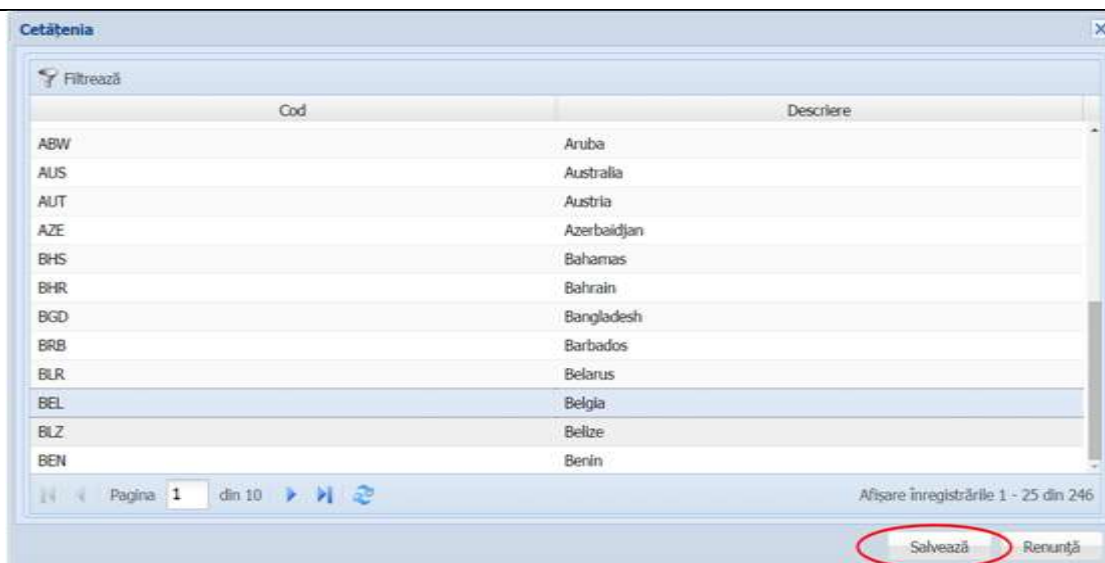 Cetățenia
Filtrează
Cod Descriere
ABW Aruba
AUS Australia
AUT Austria
AZE Azerbaidjan
BHS Bahamas
BHR Bahrain
BGD Bangladesh
BRB Barbados
BLR Belarus
BEL Belgia
BLZ Belize
BEN Benin
Pagina 1 din 10 Afișare înregistrările 1 - 25 din 246
Salvează Renunță